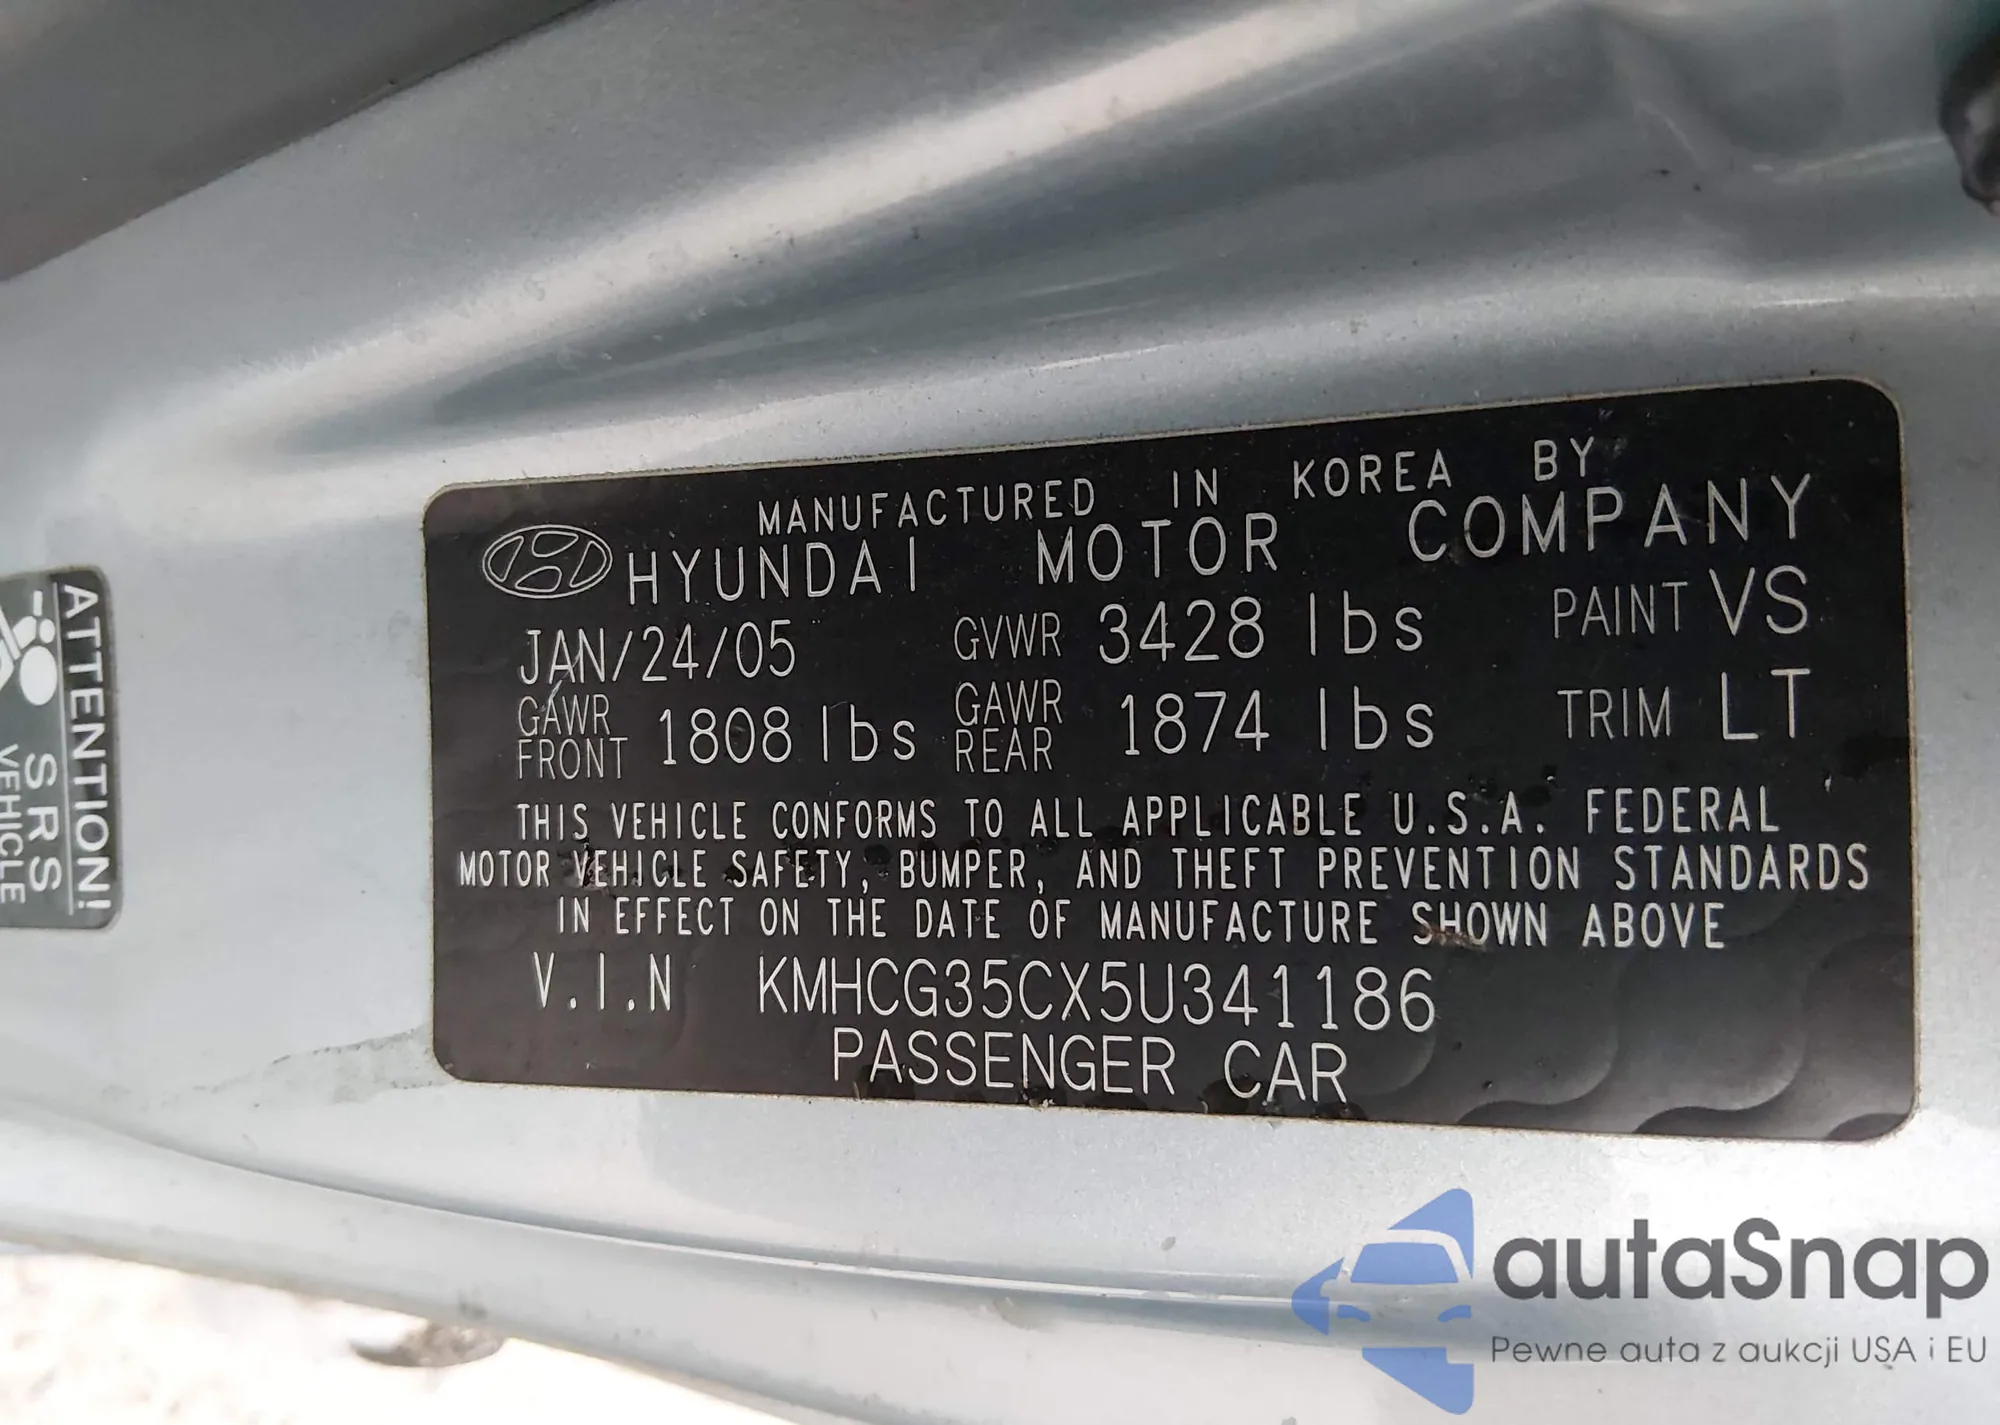 MANUFACTURED IN KOREA BY
HYUNDAI MOTOR COMPANY
JAN/24/05 GVWR 3428 lbs PAINT VS
GAWR FRONT 1808 lbs GAWR REAR 1874 lbs TRIM LT
THIS VEHICLE CONFORMS TO ALL APPLICABLE U.S.A. FEDERAL
MOTOR VEHICLE SAFETY, BUMPER, AND THEFT PREVENTION STANDARDS
IN EFFECT ON THE DATE OF MANUFACTURE SHOWN ABOVE
V.I.N KMHCG35CX5U341186
PASSENGER CAR
ATTENTION!
SRS
VEHICLE
autaSnap
Pewne auta z aukcji USA i EU